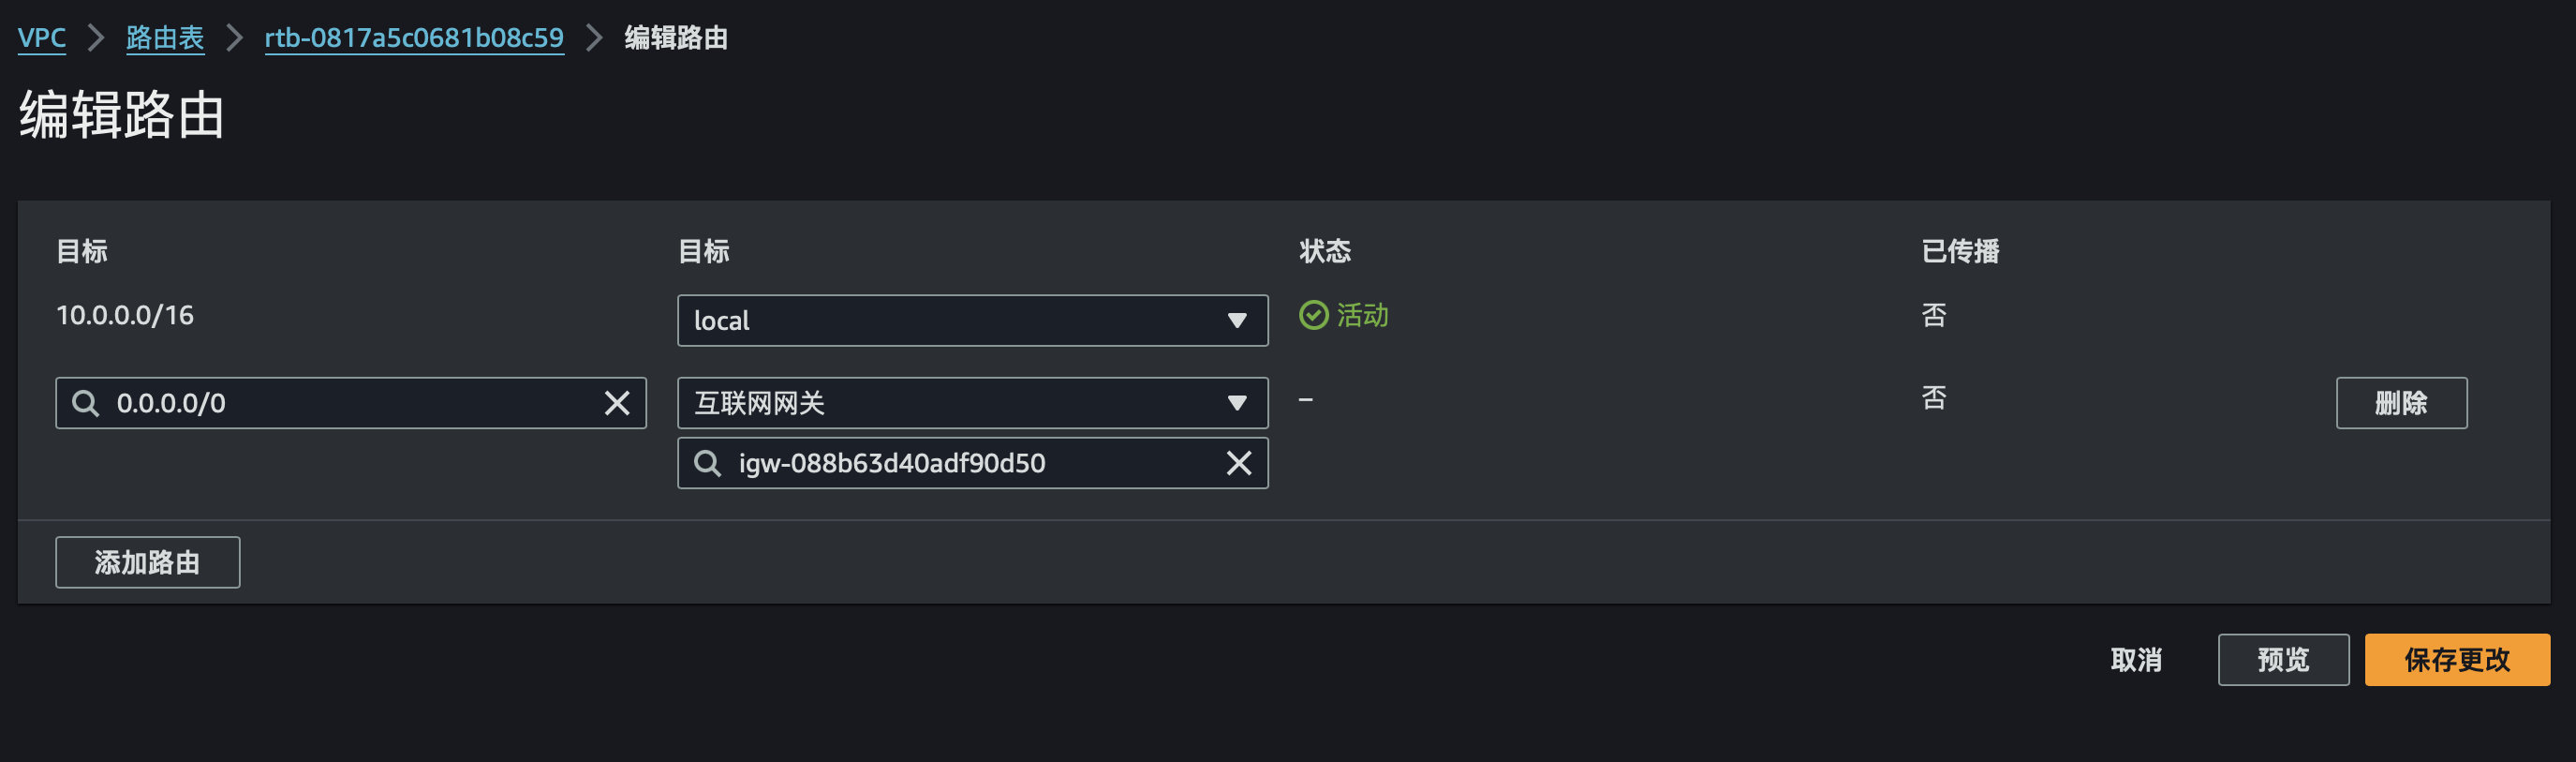 VPC > 路由表 > rtb-0817a5c0681b08c59 > 编辑路由
编辑路由
目标 目标 状态 已传播
10.0.0.0/16 local 活动 否
0.0.0.0/0 互联网网关 – 否 删除
igw-088b63d40adf90d50
添加路由
取消 预览 保存更改